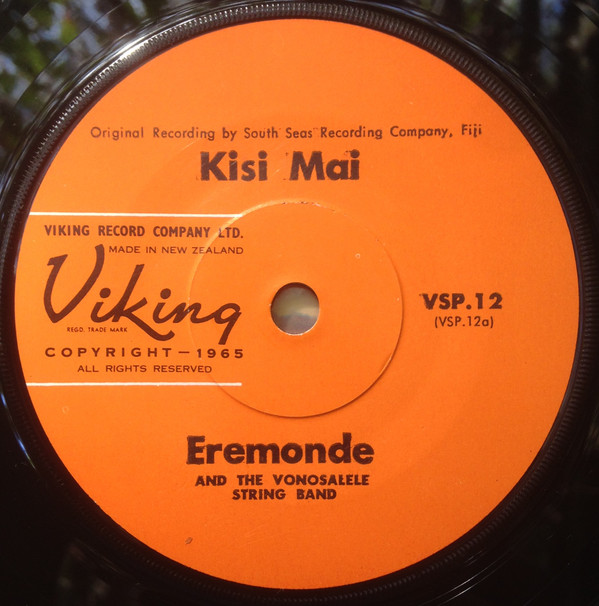 Original Recording by South Seas Recording Company, Fiji
Kisi Mai
VIKING RECORD COMPANY LTD.
MADE IN NEW ZEALAND
Viking
REGD. TRADE MARK
COPYRIGHT — 1965
ALL RIGHTS RESERVED
VSP.12
(VSP.12a)
Eremonde
AND THE VONOSALELE
STRING BAND